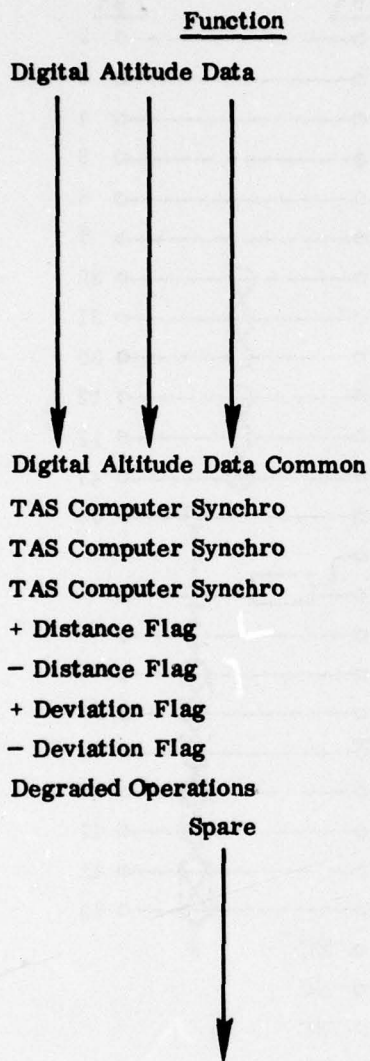 Function
Digital Altitude Data
Digital Altitude Data Common
TAS Computer Synchro
TAS Computer Synchro
TAS Computer Synchro
+ Distance Flag
− Distance Flag
+ Deviation Flag
− Deviation Flag
Degraded Operations
Spare